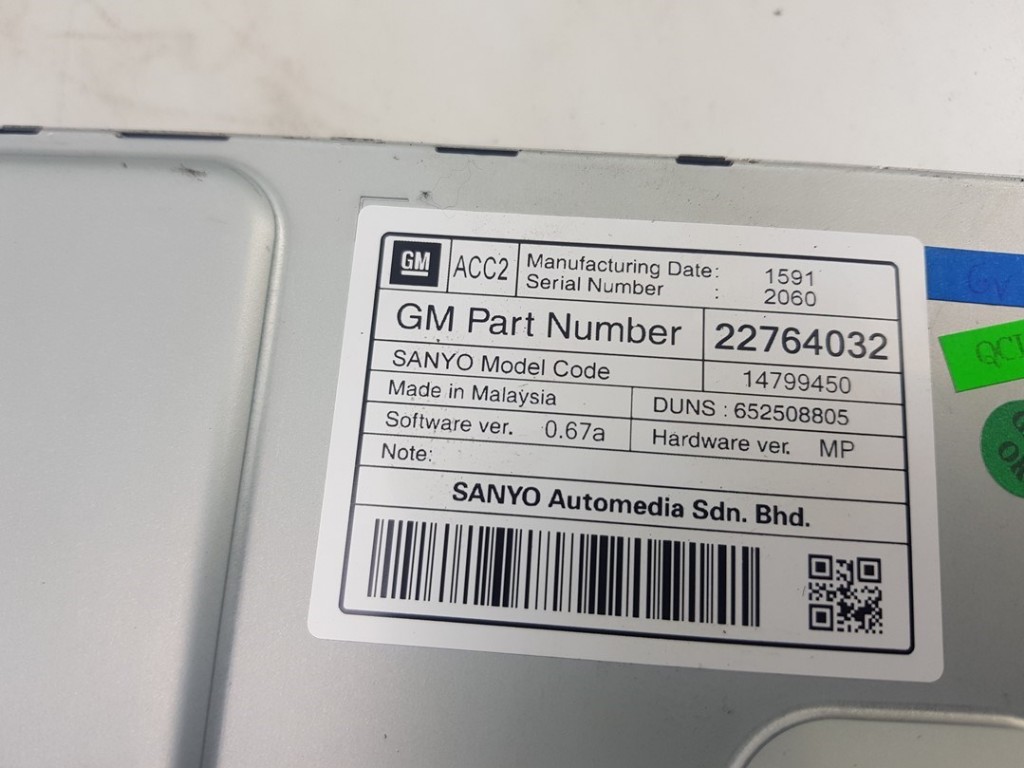 GM
ACC2
Manufacturing Date: 1591
Serial Number : 2060
GM Part Number 22764032
SANYO Model Code 14799450
Made in Malaysia DUNS : 652508805
Software ver. 0.67a Hardware ver. MP
Note:
SANYO Automedia Sdn. Bhd.